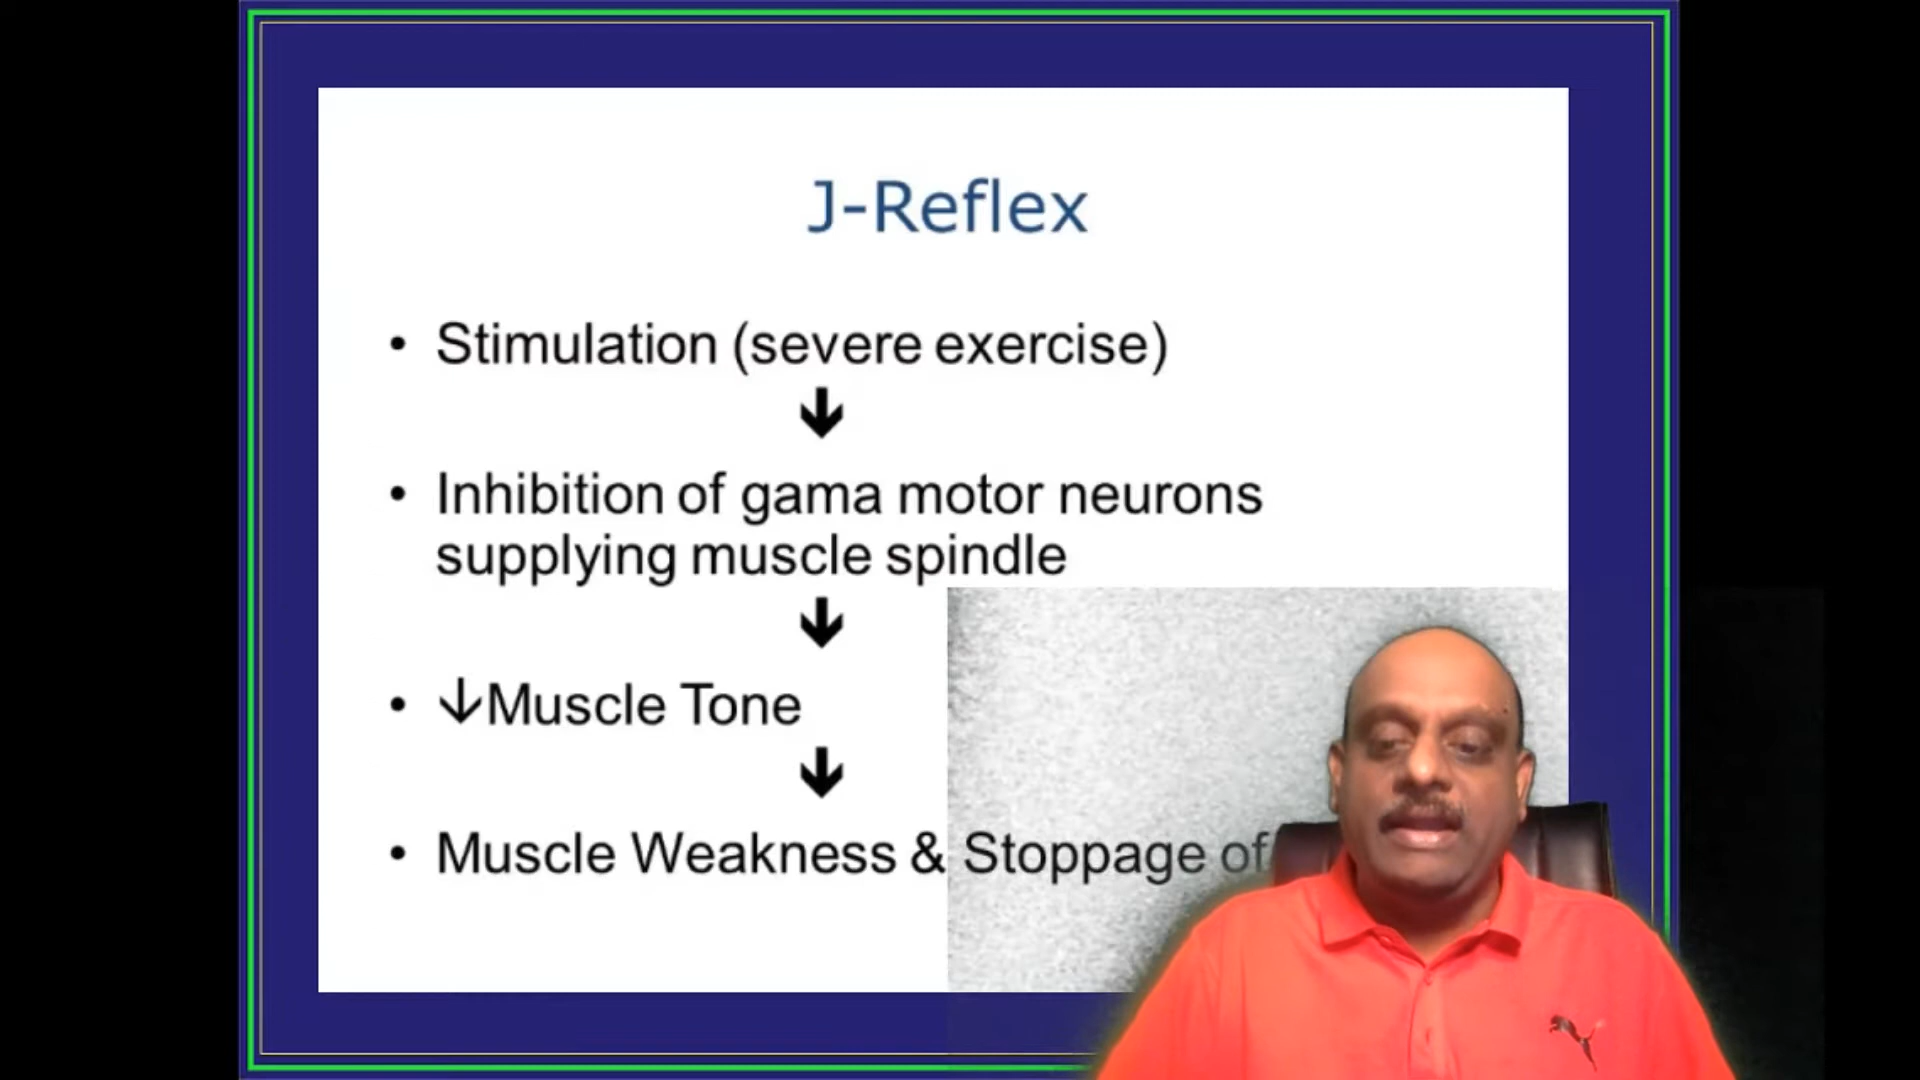 J-Reflex
• Stimulation (severe exercise)
↓
• Inhibition of gama motor neurons
supplying muscle spindle
↓
• ↓Muscle Tone
↓
• Muscle Weakness & Stoppage of